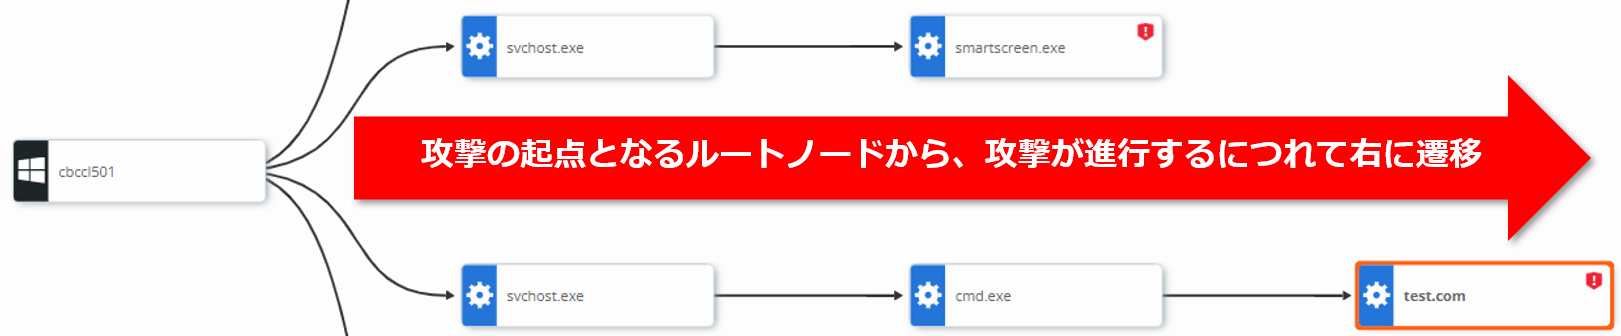 svchost.exe
smartscreen.exe
攻撃の起点となるルートノードから、攻撃が進行するにつれて右に遷移
cbccl501
svchost.exe
cmd.exe
test.com